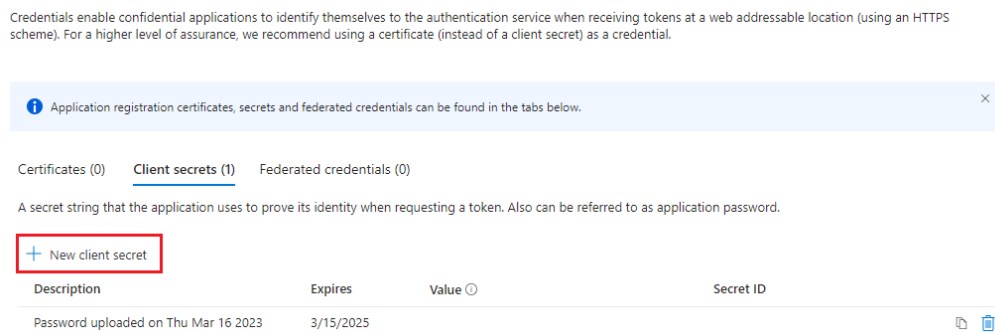 Credentials enable confidential applications to identify themselves to the authentication service when receiving tokens at a web addressable location (using an HTTPS
scheme). For a higher level of assurance, we recommend using a certificate (instead of a client secret) as a credential.
Application registration certificates, secrets and federated credentials can be found in the tabs below.
Certificates (0) Client secrets (1) Federated credentials (0)
A secret string that the application uses to prove its identity when requesting a token. Also can be referred to as application password.
New client secret
Description Expires Value Secret ID
Password uploaded on Thu Mar 16 2023 3/15/2025